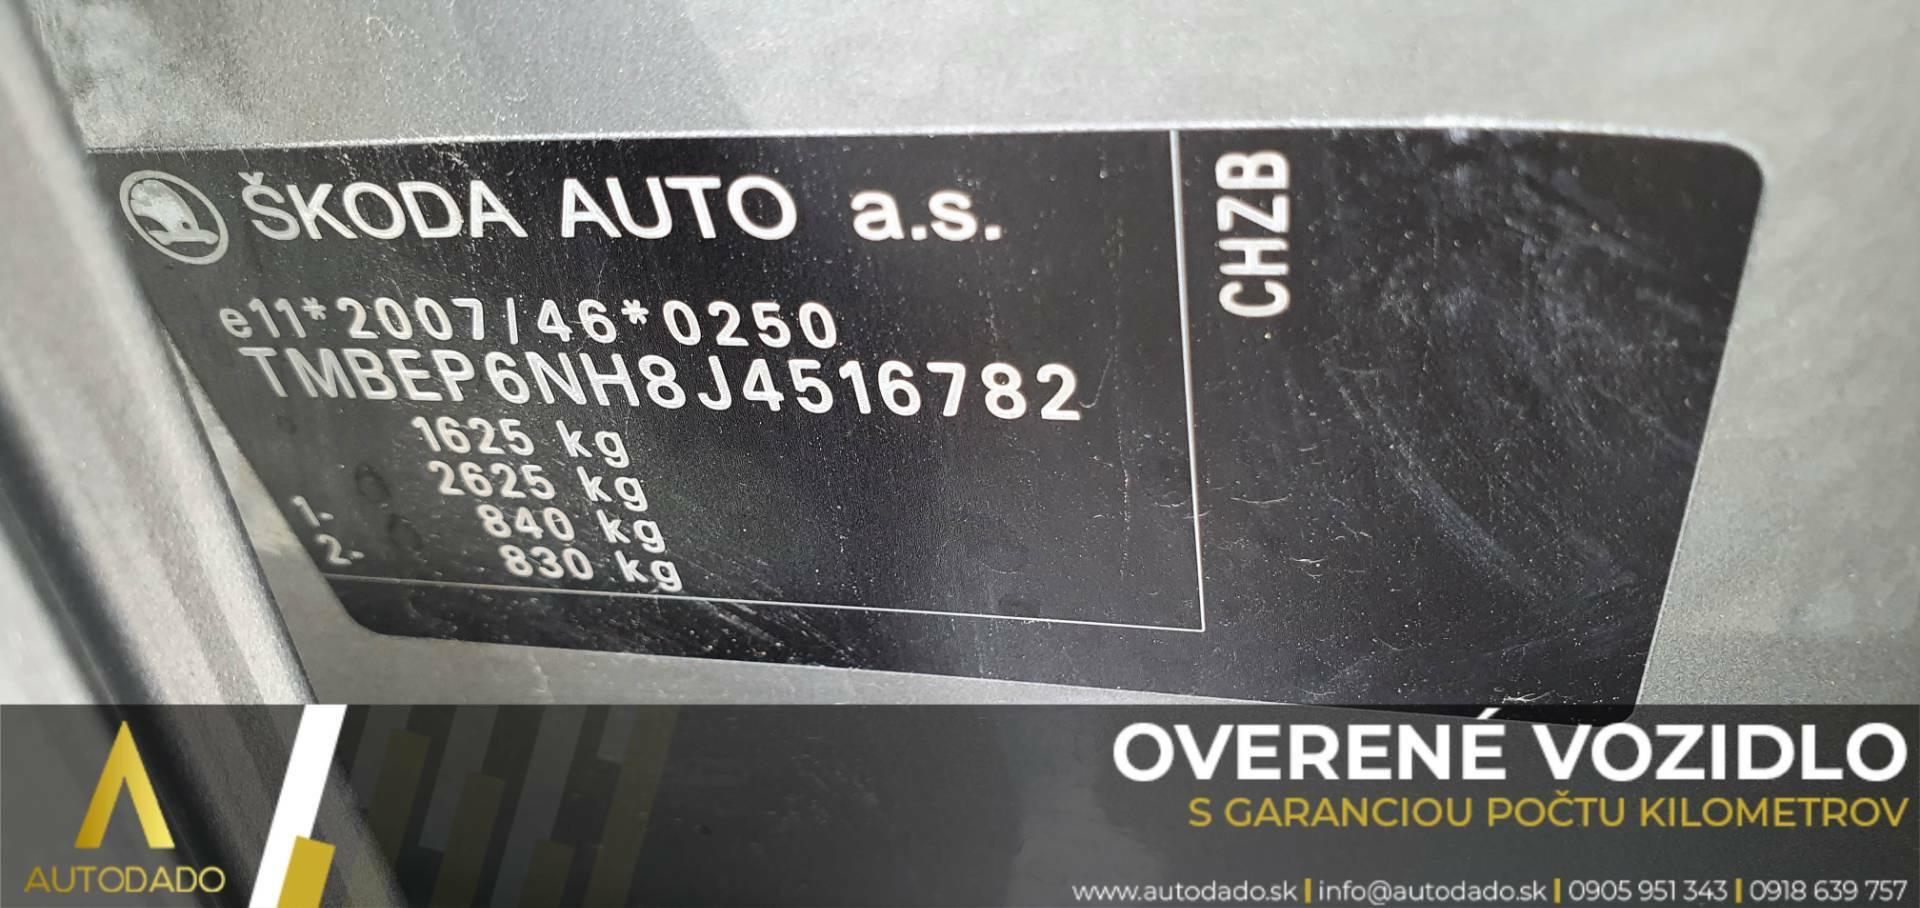 ŠKODA AUTO a.s.
e11*2007/46*0250
TMBEP6NH8J4516782
1625 kg
2625 kg
1. 840 kg
2. 830 kg
CHZB
AUTODADO
OVERENÉ VOZIDLO
S GARANCIOU POČTU KILOMETROV
www.autodado.sk | info@autodado.sk | 0905 951 343 | 0918 639 757